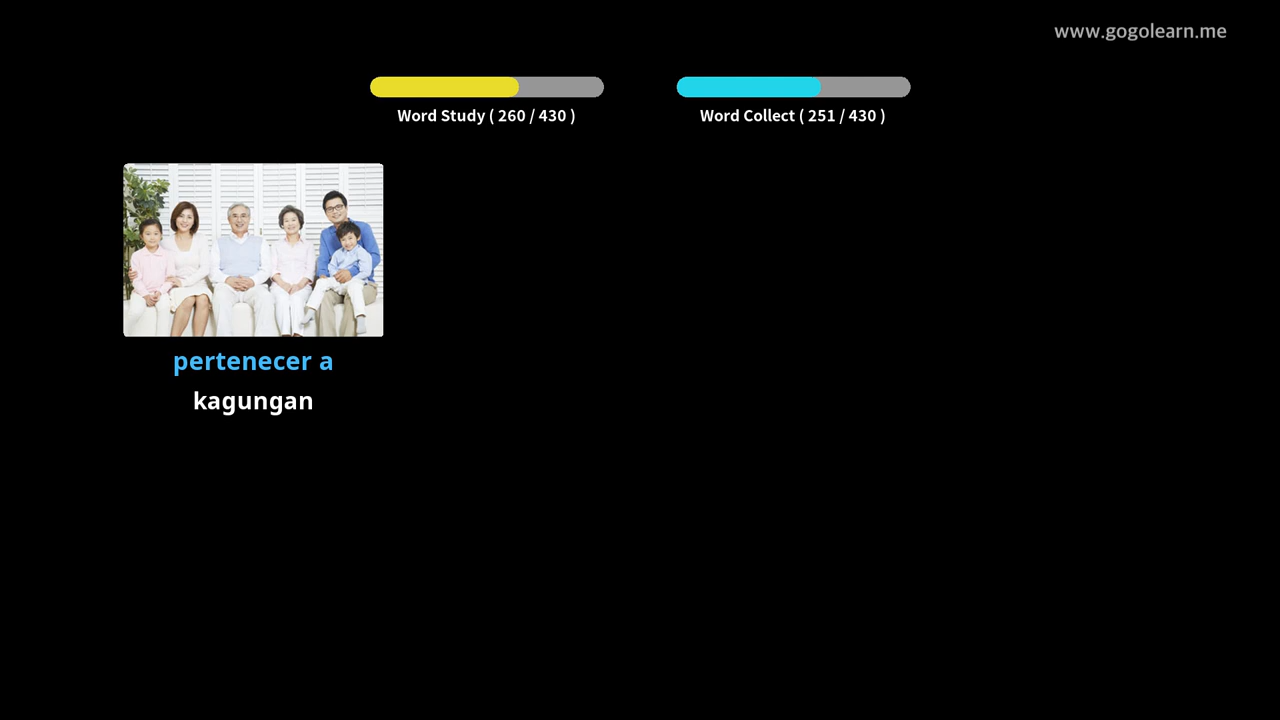 www.gogolearn.me
Word Study ( 260 / 430 )
Word Collect ( 251 / 430 )
pertenecer a
kagungan